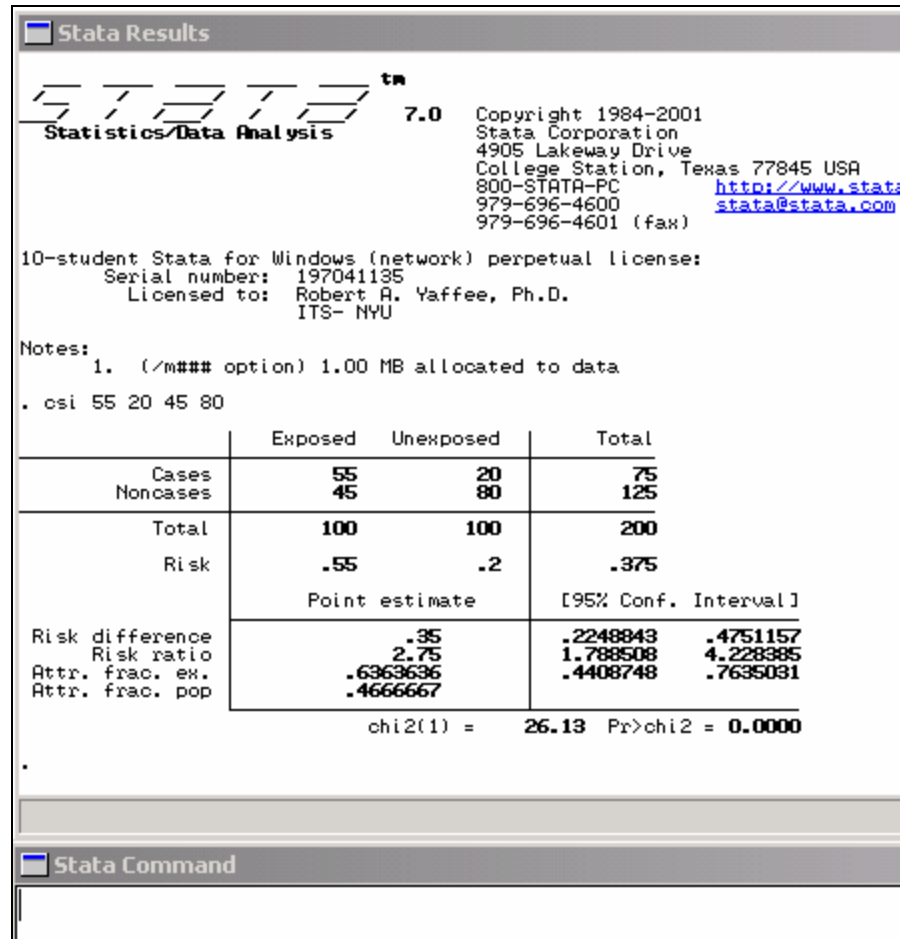 Stata Results
STATA tm
7.0 Copyright 1984-2001
Statistics/Data Analysis Stata Corporation
4905 Lakeway Drive
College Station, Texas 77845 USA
800-STATA-PC http://www.stata
979-696-4600 stata@stata.com
979-696-4601 (fax)
10-student Stata for Windows (network) perpetual license:
Serial number: 197041135
Licensed to: Robert A. Yaffee, Ph.D.
ITS- NYU
Notes:
1. (/m### option) 1.00 MB allocated to data
. csi 55 20 45 80
Exposed Unexposed Total
Cases 55 20 75
Noncases 45 80 125
Total 100 100 200
Risk .55 .2 .375
Point estimate [95% Conf. Interval]
Risk difference .35 .2248843 .4751157
Risk ratio 2.75 1.788508 4.228385
Attr. frac. ex. .6363636 .4408748 .7635031
Attr. frac. pop .4666667
chi2(1) = 26.13 Pr>chi2 = 0.0000
.
Stata Command